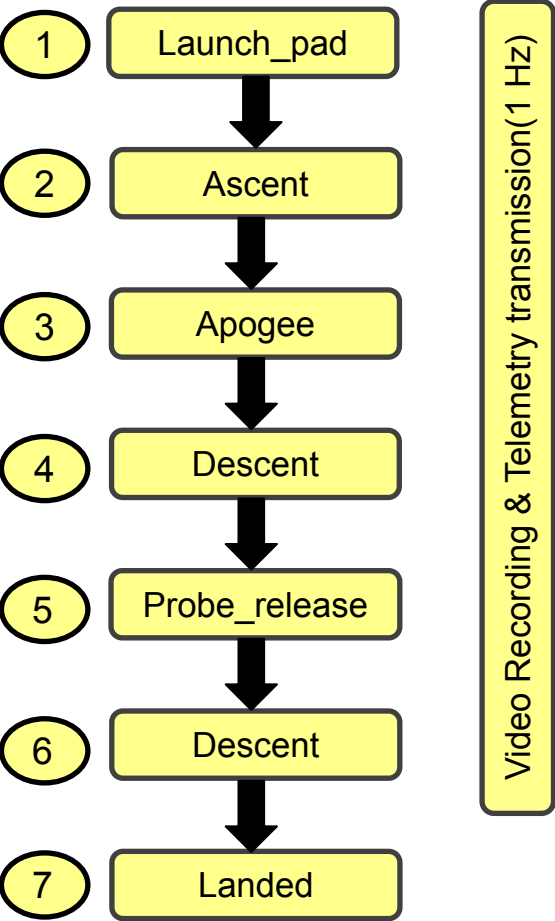 1
Launch_pad
2
Ascent
3
Apogee
4
Descent
5
Probe_release
6
Descent
7
Landed
Video Recording & Telemetry transmission(1 Hz)